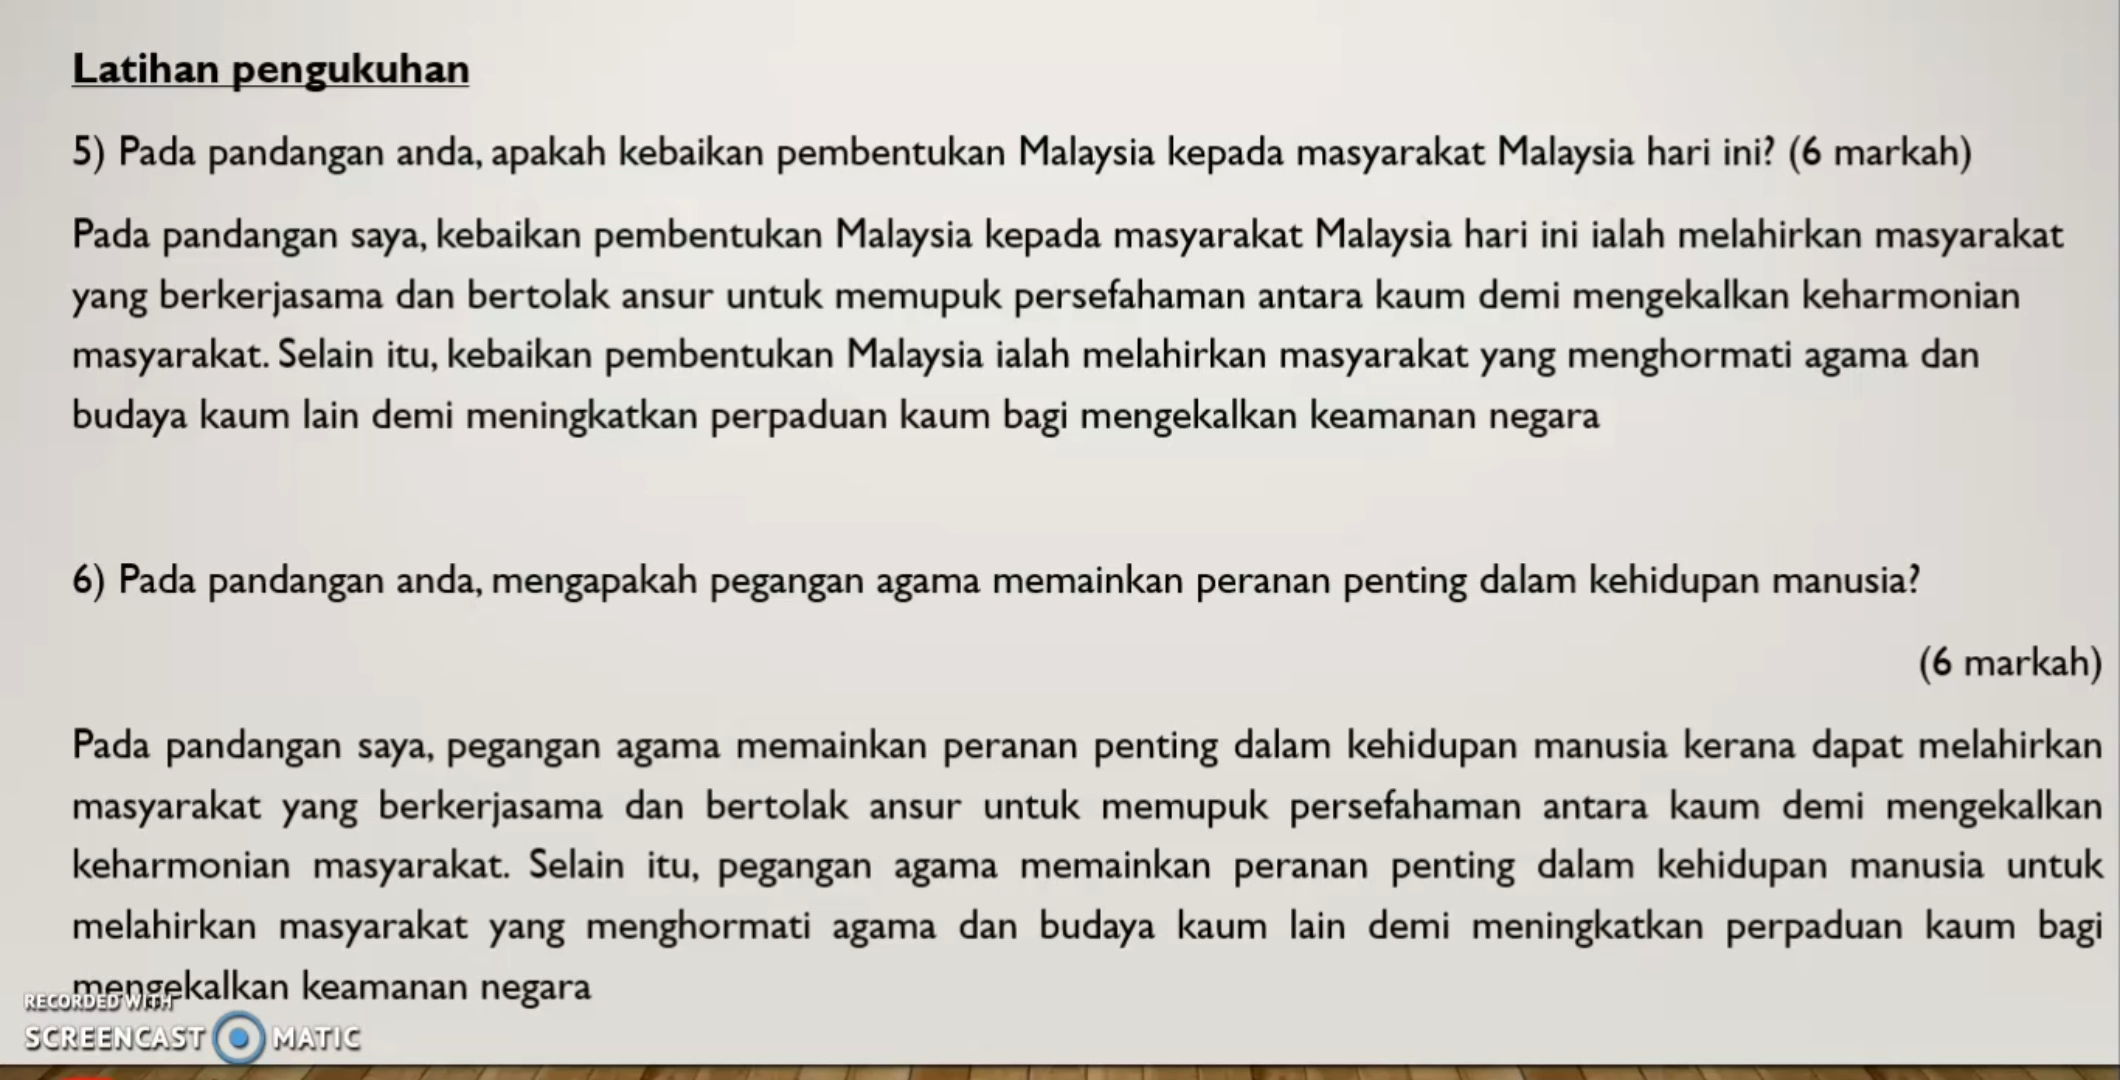 Latihan pengukuhan
5) Pada pandangan anda, apakah kebaikan pembentukan Malaysia kepada masyarakat Malaysia hari ini? (6 markah)
Pada pandangan saya, kebaikan pembentukan Malaysia kepada masyarakat Malaysia hari ini ialah melahirkan masyarakat
yang berkerjasama dan bertolak ansur untuk memupuk persefahaman antara kaum demi mengekalkan keharmonian
masyarakat. Selain itu, kebaikan pembentukan Malaysia ialah melahirkan masyarakat yang menghormati agama dan
budaya kaum lain demi meningkatkan perpaduan kaum bagi mengekalkan keamanan negara
6) Pada pandangan anda, mengapakah pegangan agama memainkan peranan penting dalam kehidupan manusia?
(6 markah)
Pada pandangan saya, pegangan agama memainkan peranan penting dalam kehidupan manusia kerana dapat melahirkan
masyarakat yang berkerjasama dan bertolak ansur untuk memupuk persefahaman antara kaum demi mengekalkan
keharmonian masyarakat. Selain itu, pegangan agama memainkan peranan penting dalam kehidupan manusia untuk
melahirkan masyarakat yang menghormati agama dan budaya kaum lain demi meningkatkan perpaduan kaum bagi
mengekalkan keamanan negara
RECORDED WITH
SCREENCAST MATIC